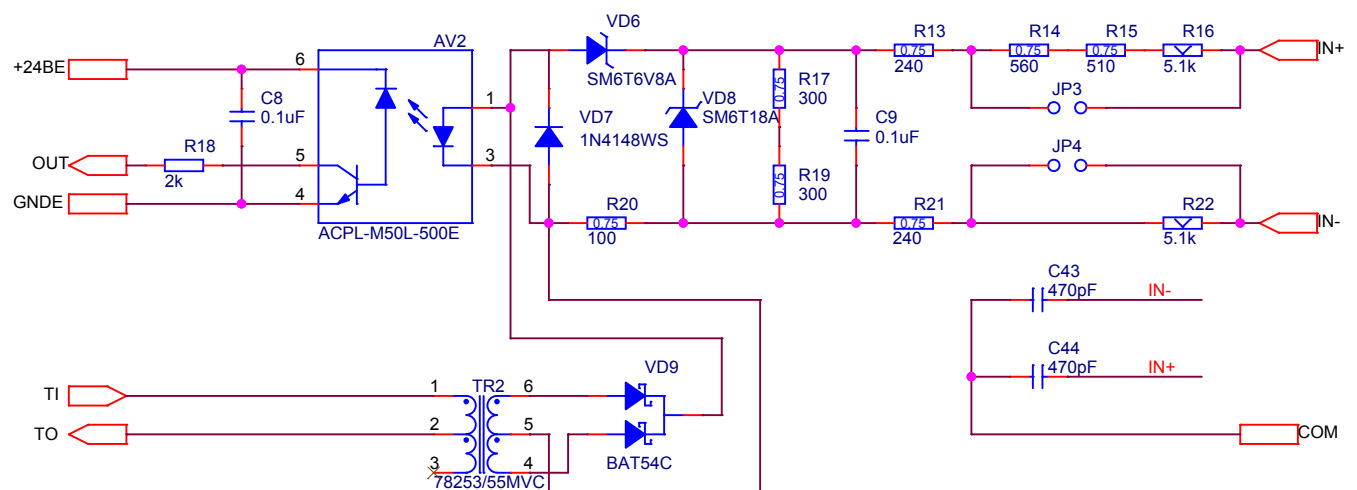 VD6
AV2
R13
R14
R15
R16
+24BE
6
0.75
0.75
0.75
IN+
240
560
510
5.1k
SM6T6V8A
C8
0.1uF
1
R17
300
0.75
VD8
SM6T18A
JP3
VD7
1N4148WS
C9
0.1uF
OUT
R18
2k
5
3
JP4
R19
300
0.75
GNDE
4
R20
0.75
100
R21
0.75
240
R22
5.1k
IN-
ACPL-M50L-500E
C43
470pF
IN-
C44
470pF
IN+
VD9
TI
1
TR2
6
TO
2
5
COM
3
4
BAT54C
78253/55MVC